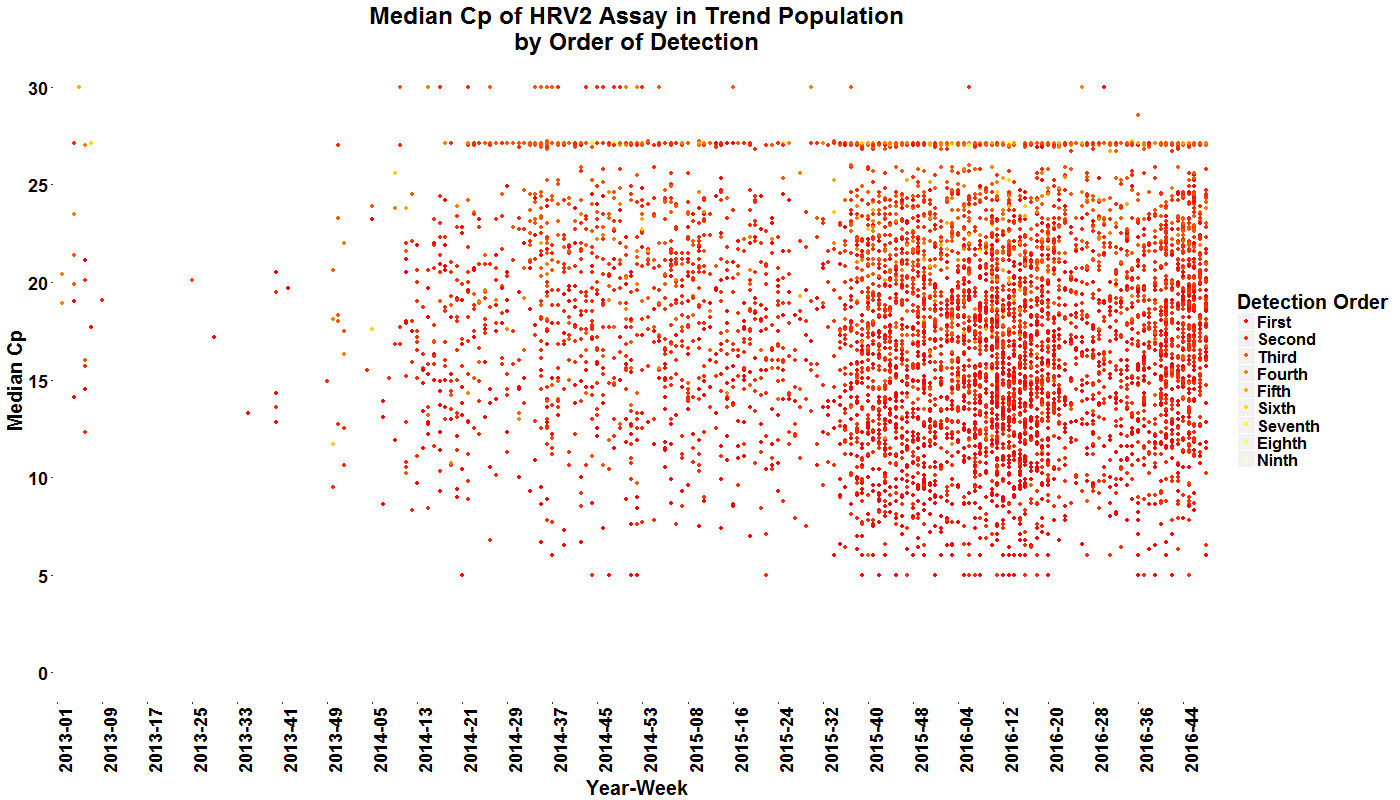 Median Cp of HRV2 Assay in Trend Population
by Order of Detection
30
25
20
15
10
5
0
Median Cp
2013-01
2013-09
2013-17
2013-25
2013-33
2013-41
2013-49
2014-05
2014-13
2014-21
2014-29
2014-37
2014-45
2014-53
2015-08
2015-16
2015-24
2015-32
2015-40
2015-48
2016-04
2016-12
2016-20
2016-28
2016-36
2016-44
Year-Week
Detection Order
First
Second
Third
Fourth
Fifth
Sixth
Seventh
Eighth
Ninth